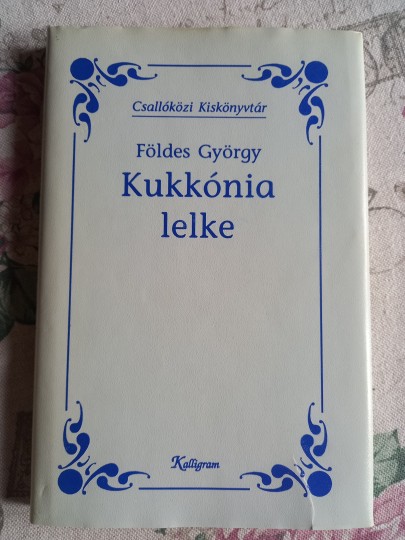 Csallóközi Kiskönyvtár
Földes György
Kukkónia
lelke
Kalligram